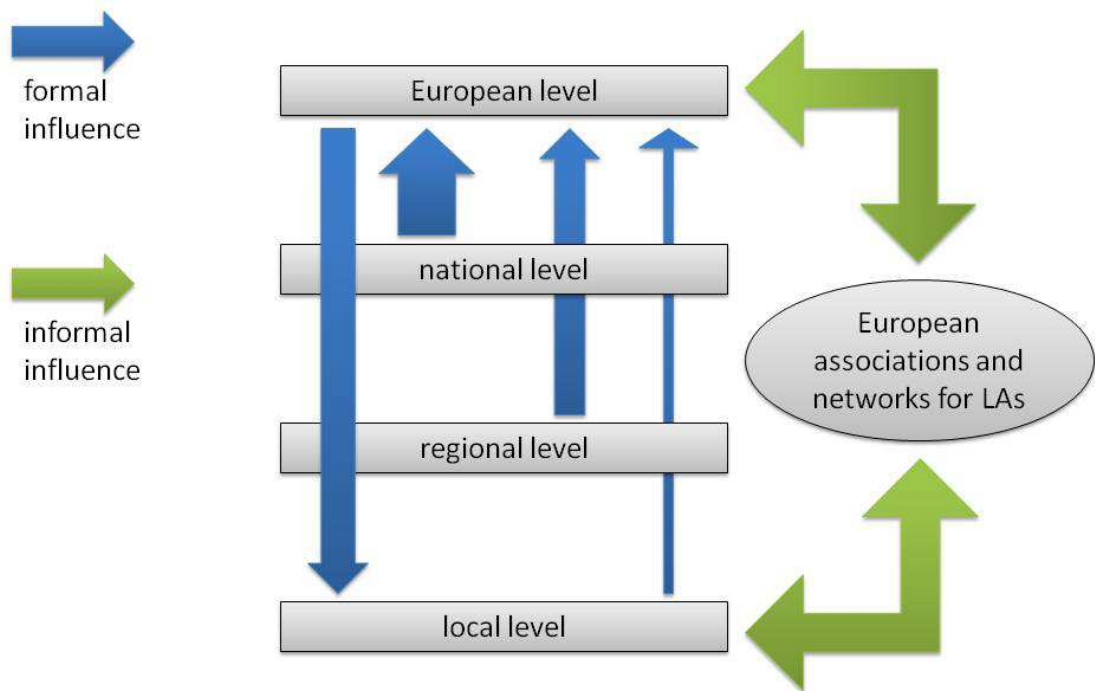 formal
influence
informal
influence
European level
national level
regional level
local level
European
associations and
networks for LAs